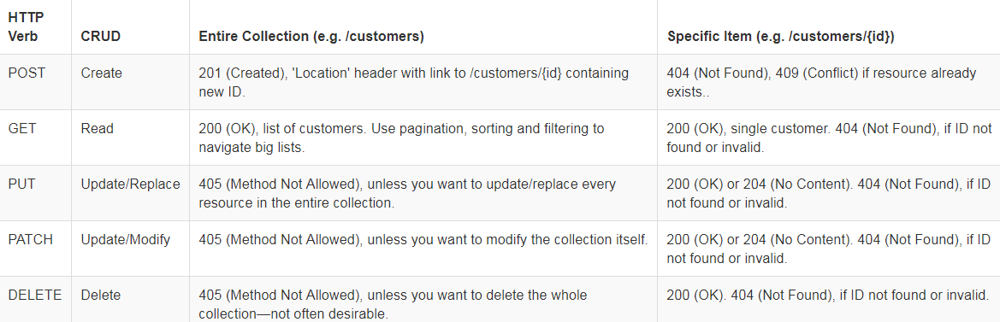 HTTP
Verb CRUD Entire Collection (e.g. /customers) Specific Item (e.g. /customers/{id})
POST Create 201 (Created), 'Location' header with link to /customers/{id} containing
new ID. 404 (Not Found), 409 (Conflict) if resource already
exists..
GET Read 200 (OK), list of customers. Use pagination, sorting and filtering to
navigate big lists. 200 (OK), single customer. 404 (Not Found), if ID not
found or invalid.
PUT Update/Replace 405 (Method Not Allowed), unless you want to update/replace every
resource in the entire collection. 200 (OK) or 204 (No Content). 404 (Not Found), if ID
not found or invalid.
PATCH Update/Modify 405 (Method Not Allowed), unless you want to modify the collection itself. 200 (OK) or 204 (No Content). 404 (Not Found), if ID
not found or invalid.
DELETE Delete 405 (Method Not Allowed), unless you want to delete the whole
collection—not often desirable. 200 (OK). 404 (Not Found), if ID not found or invalid.